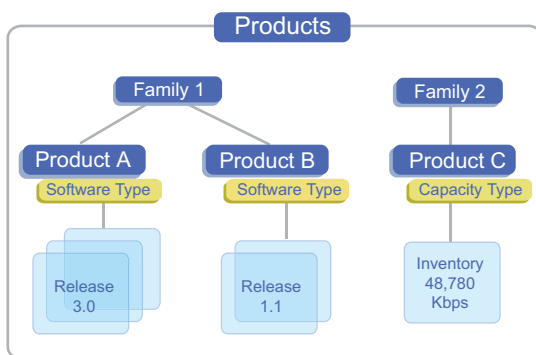 Products
Family 1
Family 2
Product A
Product B
Product C
Software Type
Software Type
Capacity Type
Release
3.0
Release
1.1
Inventory
48,780
Kbps